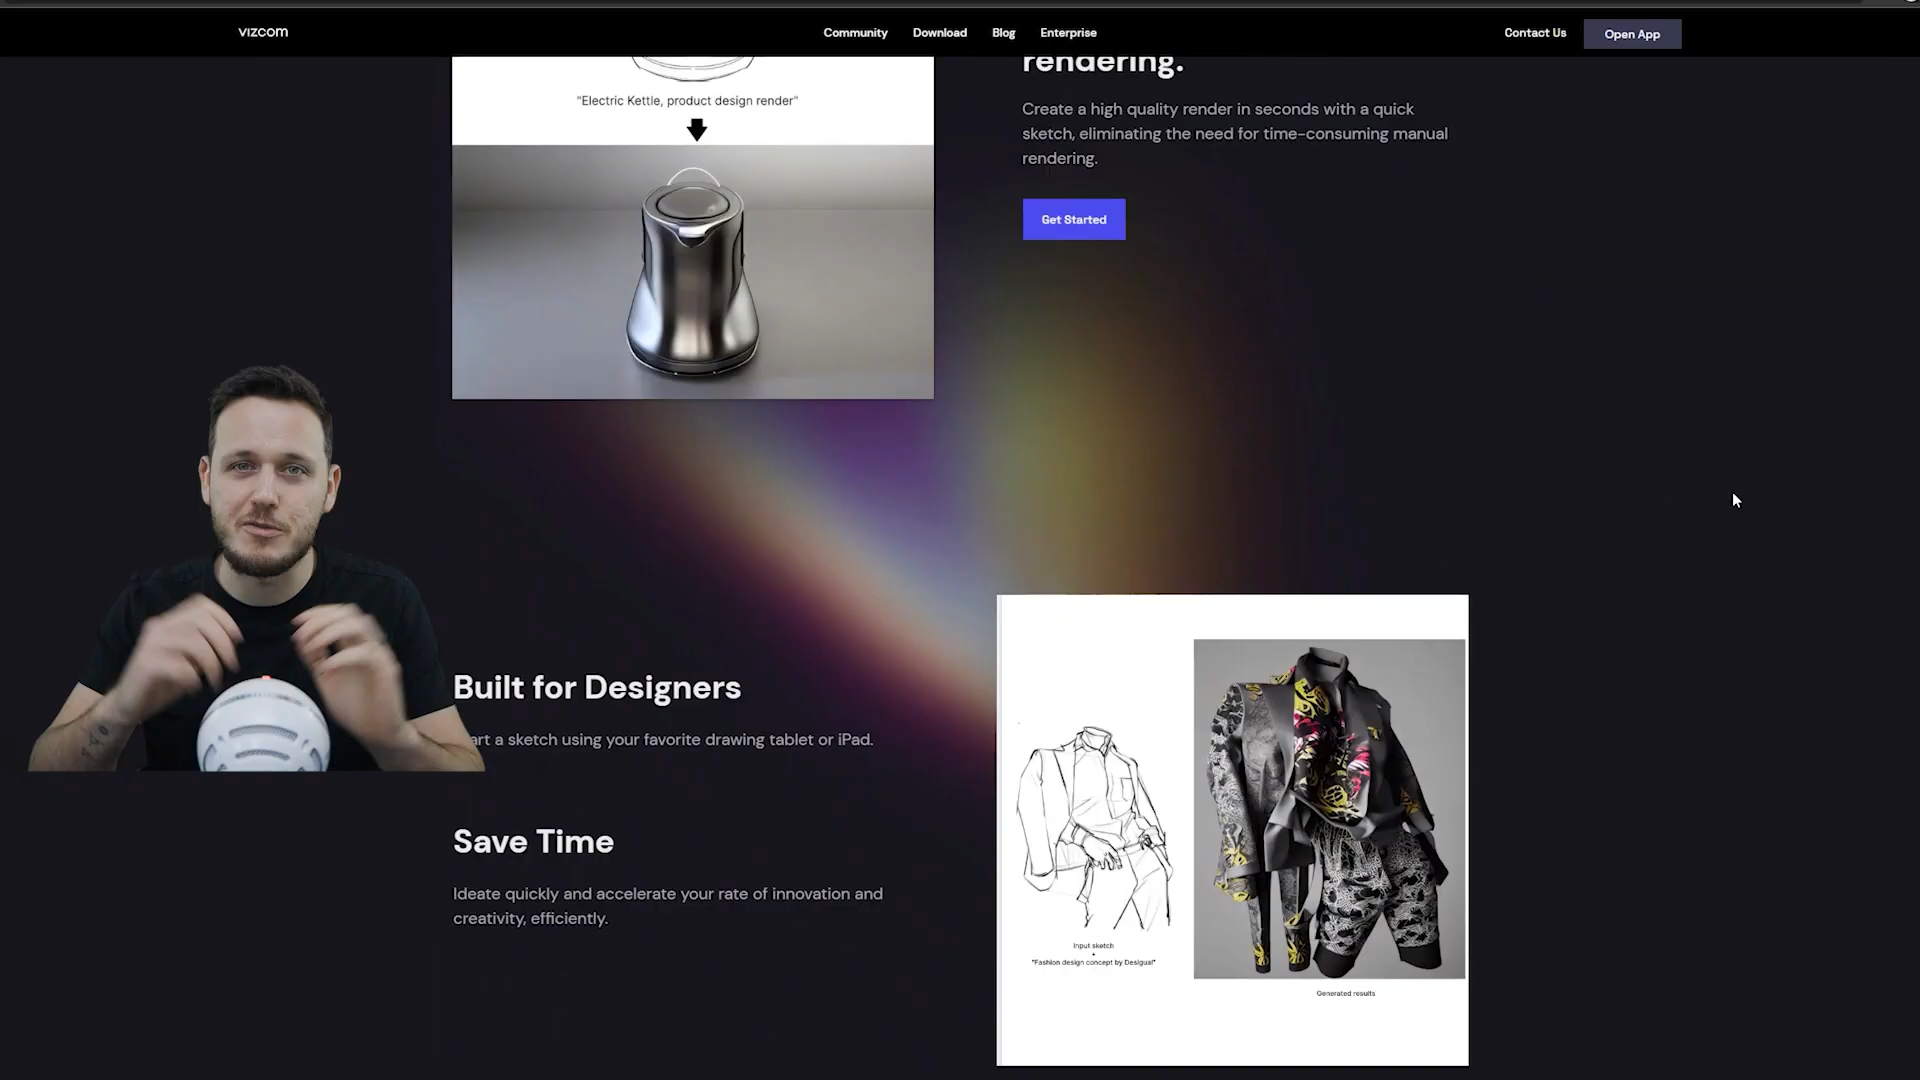 VIZCOM
Community
Download
Blog
Enterprise
Contact Us
Open App
"Electric Kettle, product design render"
rendering.
Create a high quality render in seconds with a quick
sketch, eliminating the need for time-consuming manual
rendering.
Get Started
Built for Designers
art a sketch using your favorite drawing tablet or iPad.
Save Time
Ideate quickly and accelerate your rate of innovation and
creativity, efficiently.
Input sketch
+
"Fashion design concept by Desigual"
Generated results